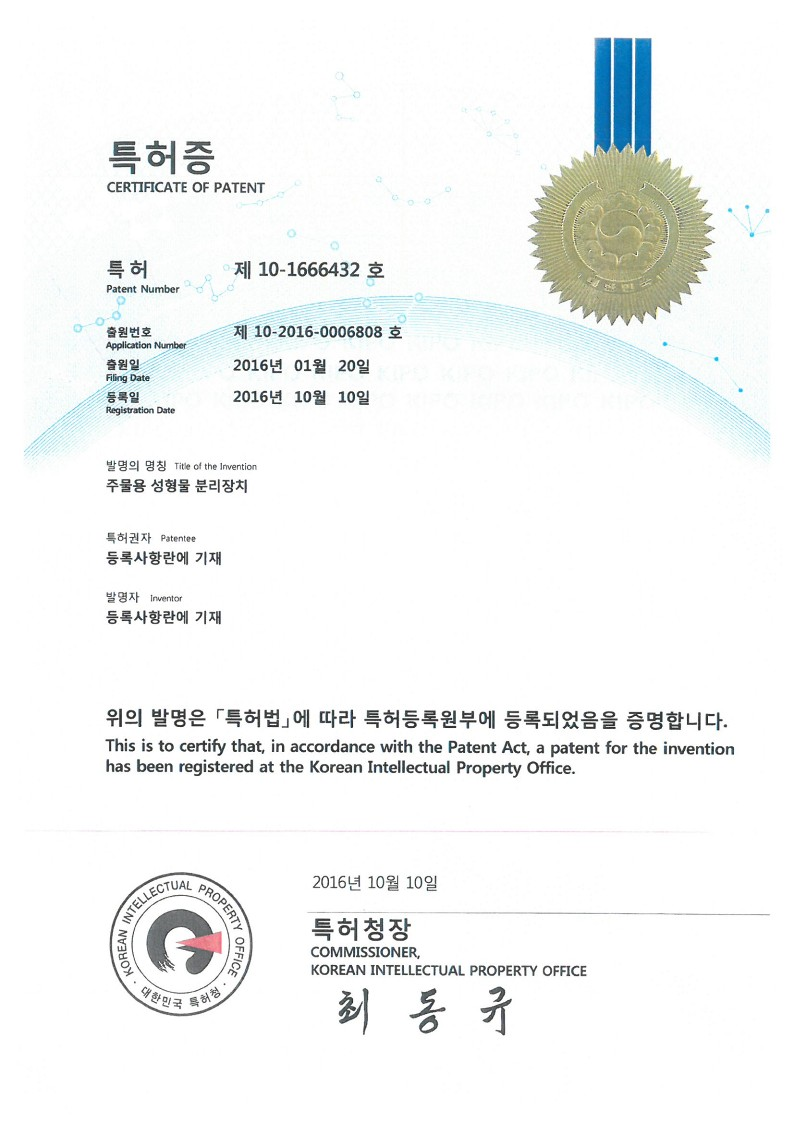 특허증
CERTIFICATE OF PATENT
특허 제 10-1666432 호
Patent Number
출원번호 제 10-2016-0006808 호
Application Number
출원일 2016년 01월 20일
Filing Date
등록일 2016년 10월 10일
Registration Date
대한민국
발명의 명칭 Title of the Invention
주물용 성형물 분리장치
특허권자 Patentee
등록사항란에 기재
발명자 Inventor
등록사항란에 기재
위의 발명은 「특허법」에 따라 특허등록원부에 등록되었음을 증명합니다.
This is to certify that, in accordance with the Patent Act, a patent for the invention
has been registered at the Korean Intellectual Property Office.
2016년 10월 10일
특허청장
COMMISSIONER,
KOREAN INTELLECTUAL PROPERTY OFFICE
최동규
KOREAN INTELLECTUAL PROPERTY OFFICE
대한민국 특허청